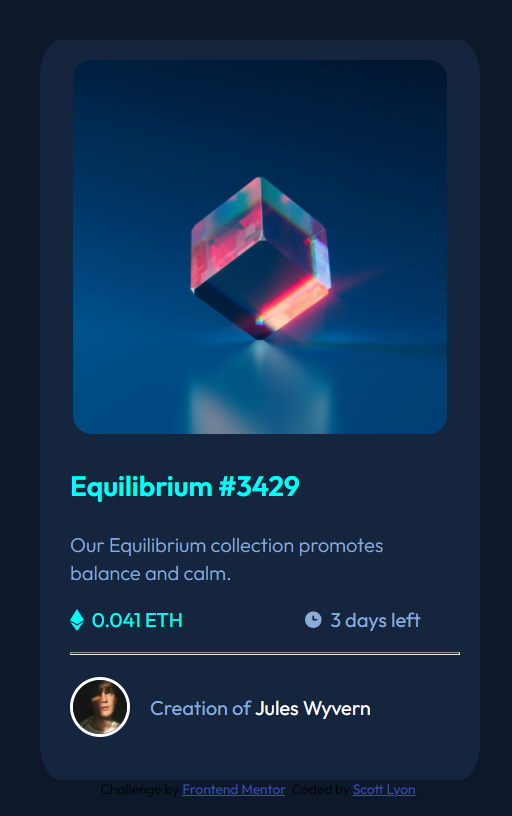 Equilibrium #3429
Our Equilibrium collection promotes
balance and calm.
0.041 ETH 3 days left
Creation of Jules Wyvern
Challenge by Frontend Mentor. Coded by Scott Lyon.